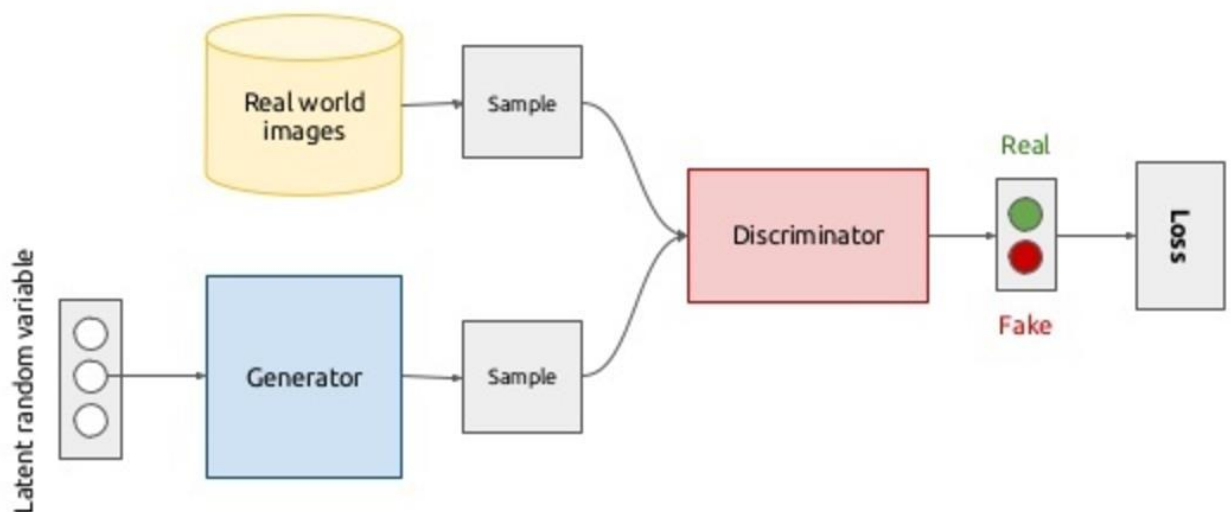 Real world
images
Sample
Real
Discriminator
Loss
Fake
Latent random variable
Generator
Sample